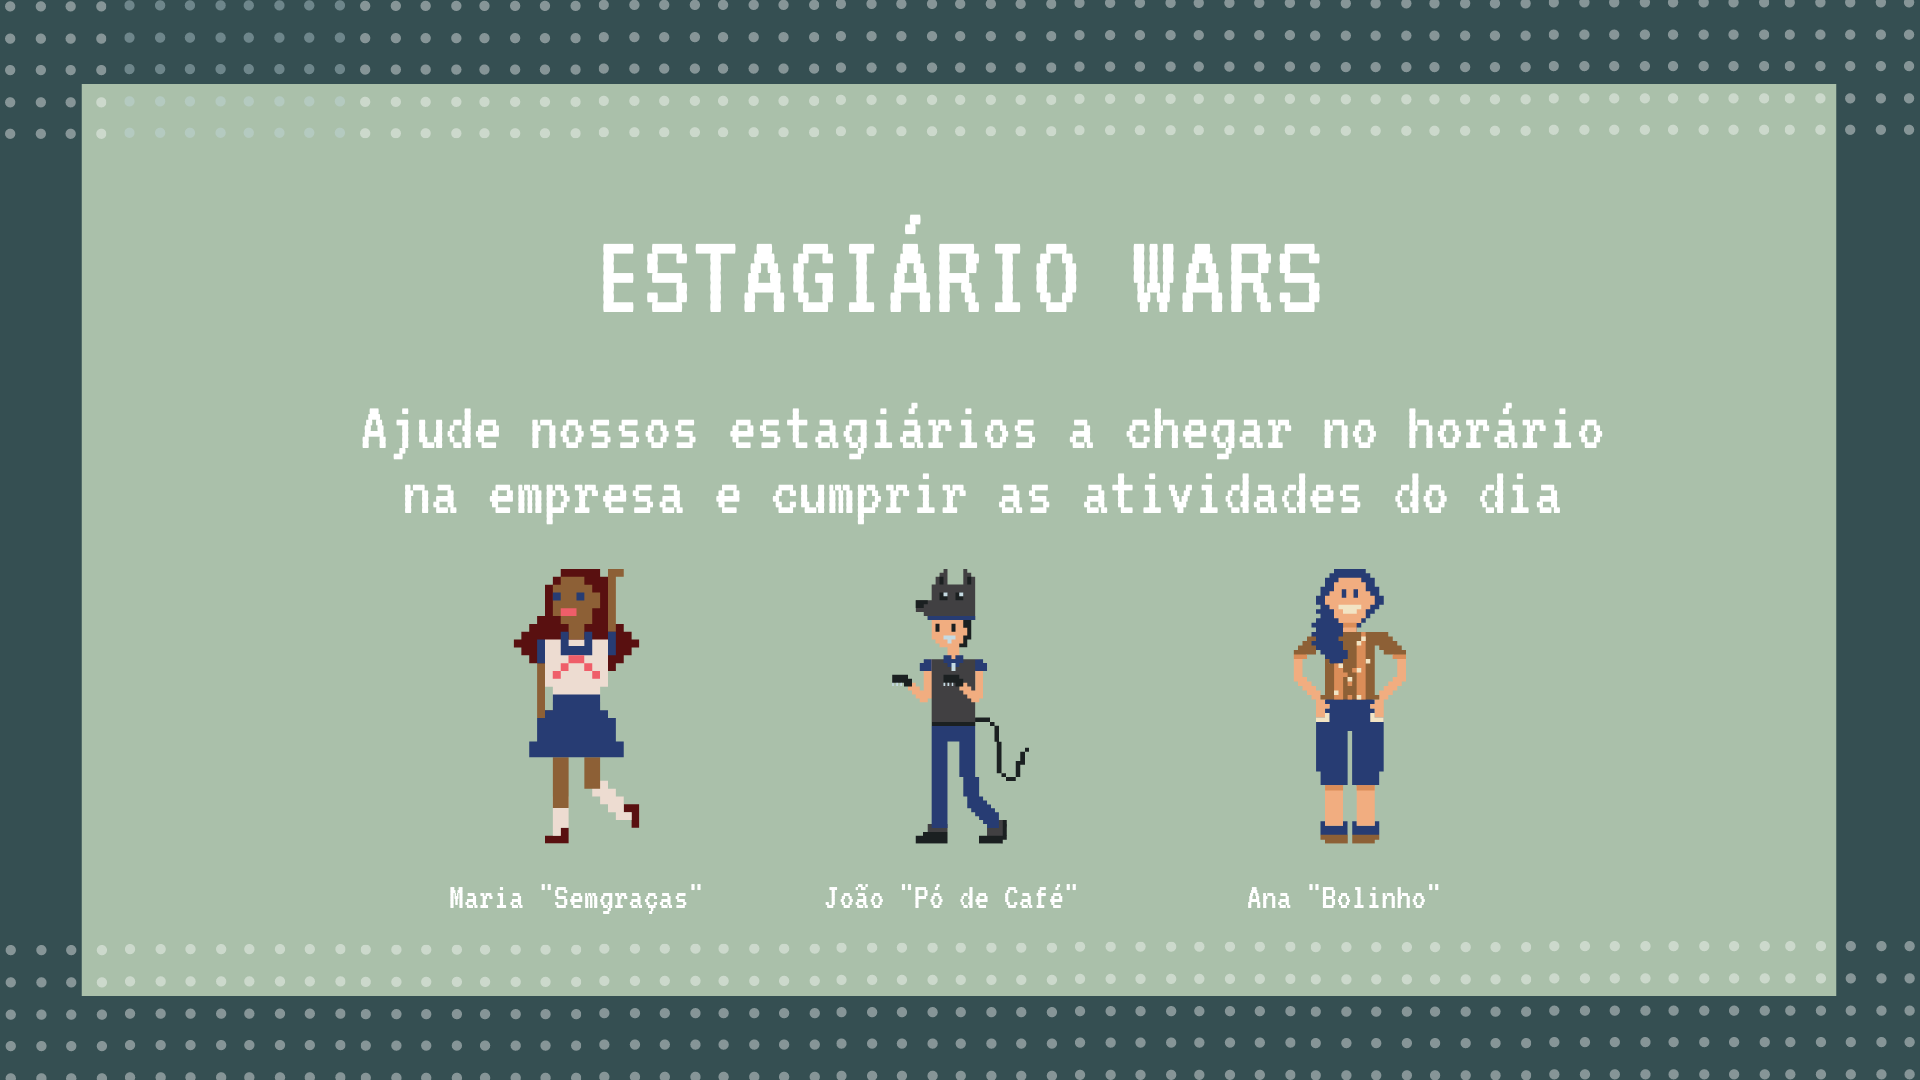 ESTAGIÁRIO WARS
Ajude nossos estagiários a chegar no horário
na empresa e cumprir as atividades do dia
Maria "Semgraças"
João "Pó de Café"
Ana "Bolinho"